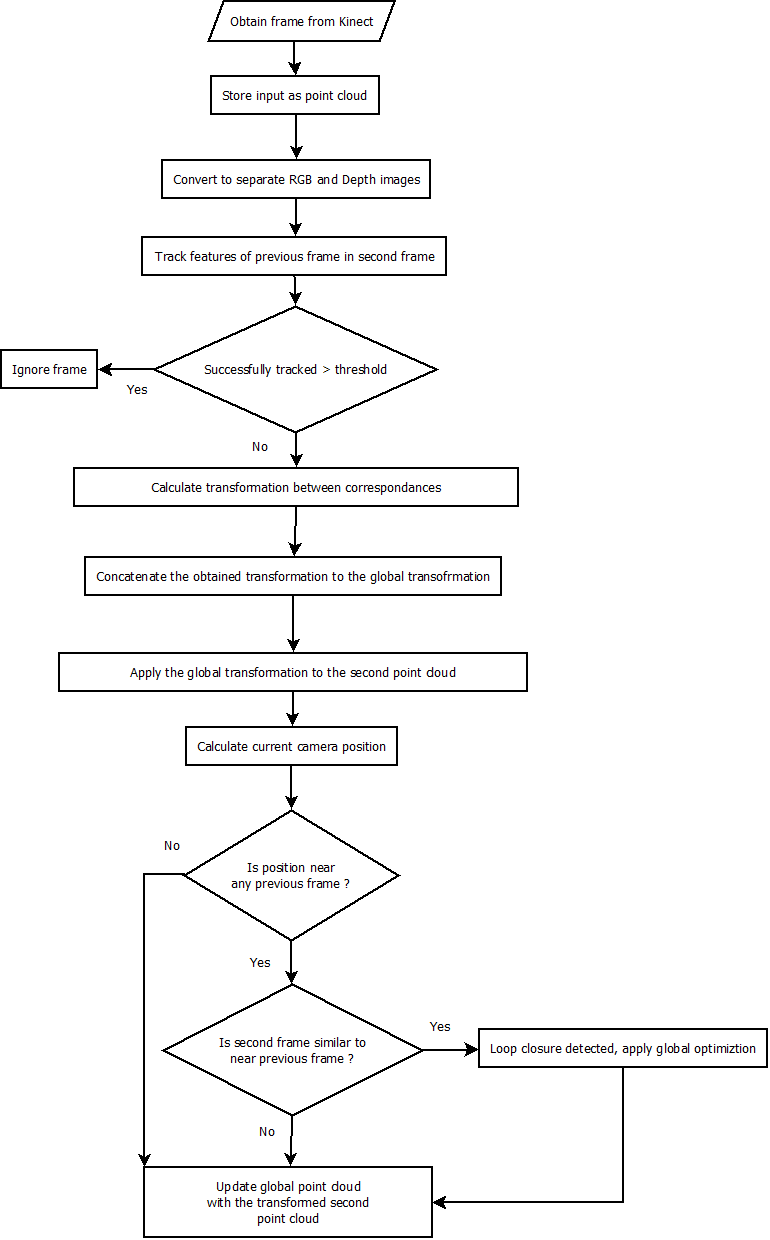 Obtain frame from Kinect
Store input as point cloud
Convert to separate RGB and Depth images
Track features of previous frame in second frame
Successfully tracked > threshold
Ignore frame
Yes
No
Calculate transformation between correspondances
Concatenate the obtained transformation to the global transofrmation
Apply the global transformation to the second point cloud
Calculate current camera position
No
Is position near
any previous frame ?
Yes
Is second frame similar to
near previous frame ?
Yes
Loop closure detected, apply global optimiztion
No
Update global point cloud
with the transformed second
point cloud